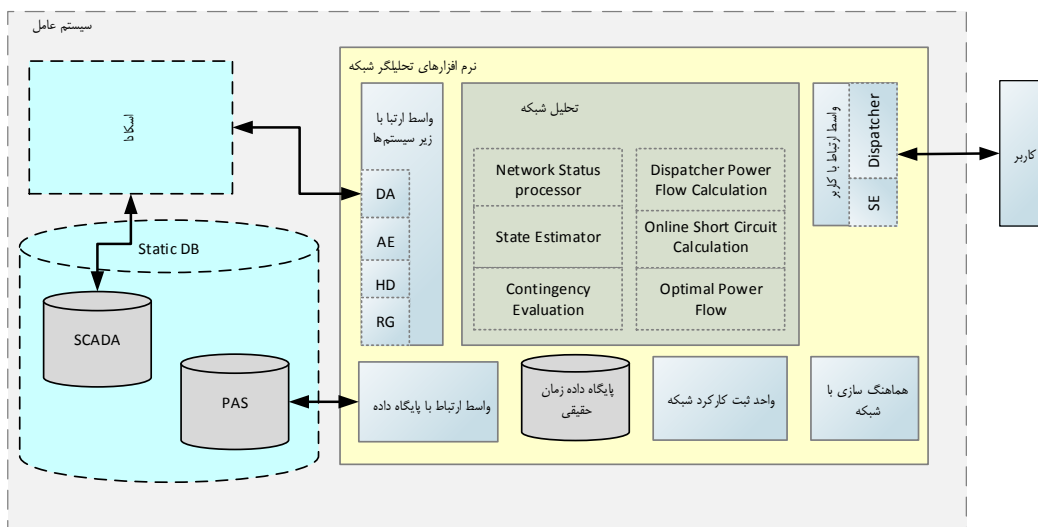 سیستم عامل
نرم افزارهای تحلیلگر شبکه
اسکادا
واسط ارتبا با
زیر سیستم‌ها
DA
AE
HD
RG
تحلیل شبکه
Network Status
processor
State Estimator
Contingency
Evaluation
Dispatcher Power
Flow Calculation
Online Short Circuit
Calculation
Optimal Power
Flow
واسط ارتباط با کاربر
Dispatcher
SE
کاربر
Static DB
SCADA
PAS
واسط ارتباط با پایگاه داده
پایگاه داده زمان
حقیقی
واحد ثبت کارکرد شبکه
هماهنگ سازی با
شبکه